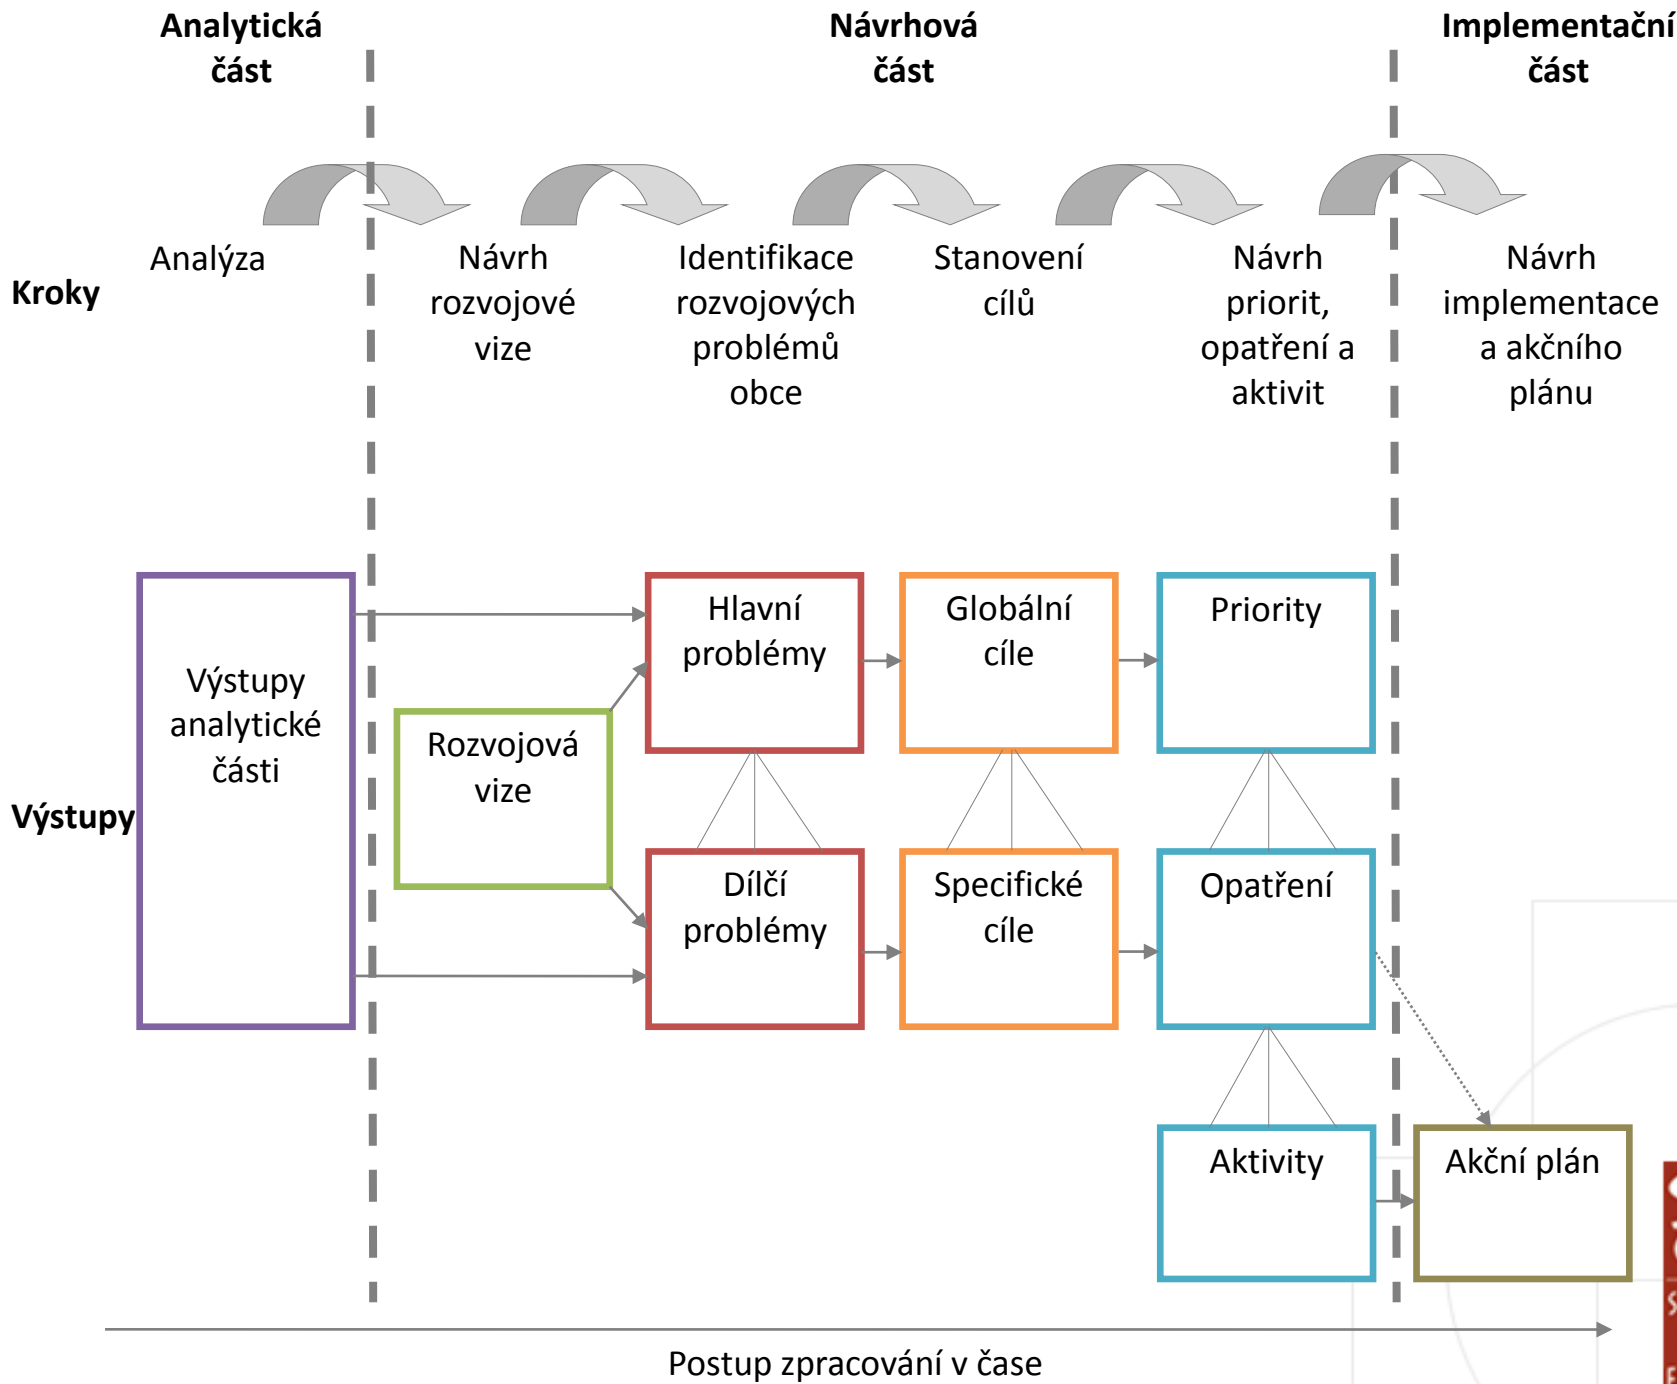 Analytická
část
Návrhová
část
Implementační
část
Kroky
Analýza
Návrh
rozvojové
vize
Identifikace
rozvojových
problémů
obce
Stanovení
cílů
Návrh
priorit,
opatření a
aktivit
Návrh
implementace
a akčního
plánu
Výstupy
Výstupy
analytické
části
Rozvojová
vize
Hlavní
problémy
Globální
cíle
Priority
Dílčí
problémy
Specifické
cíle
Opatření
Aktivity
Akční plán
Postup zpracování v čase